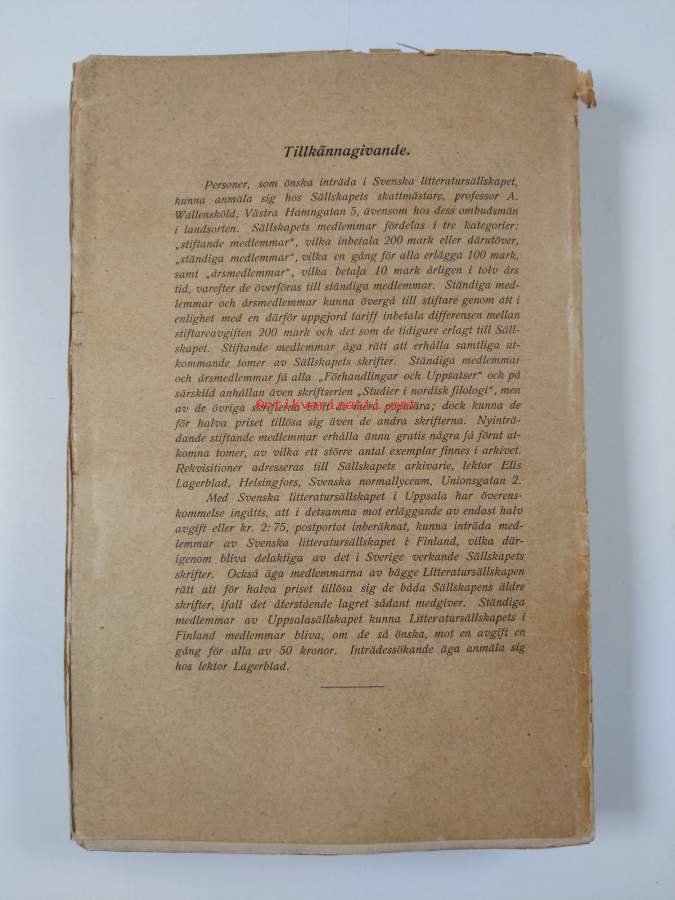 Tillkännagivande.
Personer, som önska inträda i Svenska litteratursällskapet,
kunna anmäla sig hos Sällskapets skattmästare, professor A.
Wallensköld, Västra Hamngatan 5, ävensom hos dess ombudsmän
i landsorten. Sällskapets medlemmar fördelas i tre kategorier:
„stiftande medlemmar“, vilka inbetala 200 mark eller därutöver,
„ständiga medlemmar“, vilka en gång för alla erlägga 100 mark,
samt „årsmedlemmar“, vilka betala 10 mark årligen i tolv års
tid, varefter de överföras till ständiga medlemmar. Ständiga med-
lemmar och årsmedlemmar kunna övergå till stiftare genom att i
enlighet med en därför uppgjord tariff inbetala differensen mellan
stiftareavgiften 200 mark och det som de tidigare erlagt till Säll-
skapet. Stiftande medlemmar äga rätt att erhålla samtliga ut-
kommande tomer av Sällskapets skrifter. Ständiga medlemmar
och årsmedlemmar få alla „Förhandlingar och Uppsatser“ och på
särskild anhållan även skriftserien „Studier i nordisk filologi“, men
av de övriga skrifterna blott de mera populära; dock kunna de
antikvariaatti.net
för halva priset tillösa sig även de andra skrifterna. Nyinträ-
dande stiftande medlemmar erhålla ännu gratis några få förut ut-
komna tomer, av vilka ett större antal exemplar finnes i arkivet.
Rekvisitioner adresseras till Sällskapets arkivarie, lektor Elis
Lagerblad, Helsingfors, Svenska normallyceum, Unionsgatan 2.
Med Svenska litteratursällskapet i Uppsala har överens-
kommelse ingåtts, att i detsamma mot erläggande av endast halv
avgift eller kr. 2:75, postportot inberäknat, kunna inträda med-
lemmar av Svenska litteratursällskapet i Finland, vilka där-
igenom bliva delaktiga av det i Sverige verkande Sällskapets
skrifter. Också äga medlemmarna av bägge Litteratursällskapen
rätt att för halva priset tillösa sig de båda Sällskapens äldre
skrifter, ifall det återstående lagret sådant medgiver. Ständiga
medlemmar av Uppsalasällskapet kunna Litteratursällskapets i
Finland medlemmar bliva, om de så önska, mot en avgift en
gång för alla av 50 kronor. Inträdessökande äga anmäla sig
hos lektor Lagerblad.